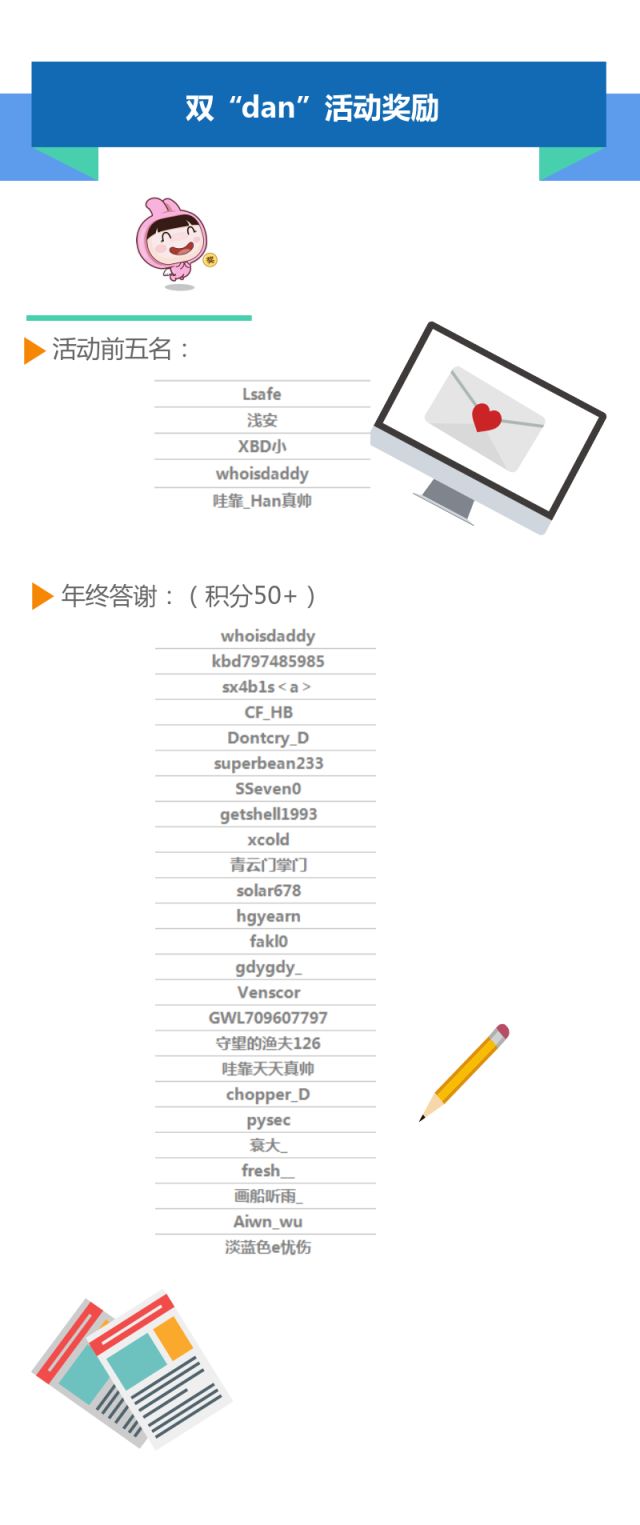 双“dan”活动奖励
奖
活动前五名：
Lsafe
浅安
XBD小
whoisdaddy
哇靠_Han真帅
年终答谢：（积分50+）
whoisdaddy
kbd797485985
sx4b1s＜a＞
CF_HB
Dontcry_D
superbean233
SSeven0
getshell1993
xcold
青云门掌门
solar678
hgyearn
fakl0
gdygdy_
Venscor
GWL709607797
守望的渔夫126
哇靠天天真帅
chopper_D
pysec
衰大_
fresh__
画船听雨_
Aiwn_wu
淡蓝色e忧伤